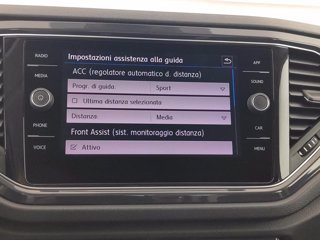 RADIO
MEDIA
PHONE
VOICE
Impostazioni assistenza alla guida
ACC (regolatore automatico d. distanza)
Progr. di guida: Sport
Ultima distanza selezionata
Distanza: Media
Front Assist (sist. monitoraggio distanza)
Attivo
APP
SOUND
CAR
MENU